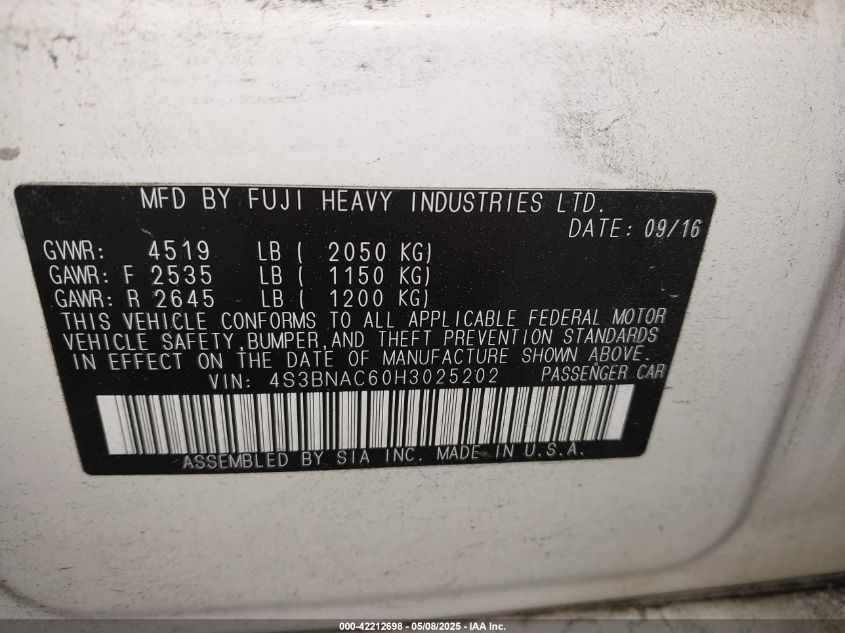 MFD BY FUJI HEAVY INDUSTRIES LTD.
DATE: 09/16
GVWR: 4519 LB ( 2050 KG)
GAWR: F 2535 LB ( 1150 KG)
GAWR: R 2645 LB ( 1200 KG)
THIS VEHICLE CONFORMS TO ALL APPLICABLE FEDERAL MOTOR
VEHICLE SAFETY,BUMPER,AND THEFT PREVENTION STANDARDS
IN EFFECT ON THE DATE OF MANUFACTURE SHOWN ABOVE.
VIN: 4S3BNAC60H3025202 PASSENGER CAR
ASSEMBLED BY SIA INC. MADE IN U.S.A.
000-42212698 - 05/08/2025 - IAA Inc.